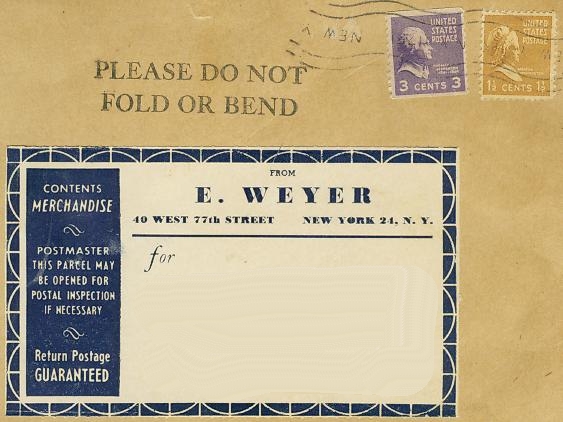 NEW
UNITED
STATES
POSTAGE
3 CENTS 3
UNITED
STATES
POSTAGE
1½ CENTS 1½
PLEASE DO NOT
FOLD OR BEND
CONTENTS
MERCHANDISE
POSTMASTER
THIS PARCEL MAY
BE OPENED FOR
POSTAL INSPECTION
IF NECESSARY
Return Postage
GUARANTEED
FROM
E. WEYER
40 WEST 77th STREET NEW YORK 24, N. Y.
for